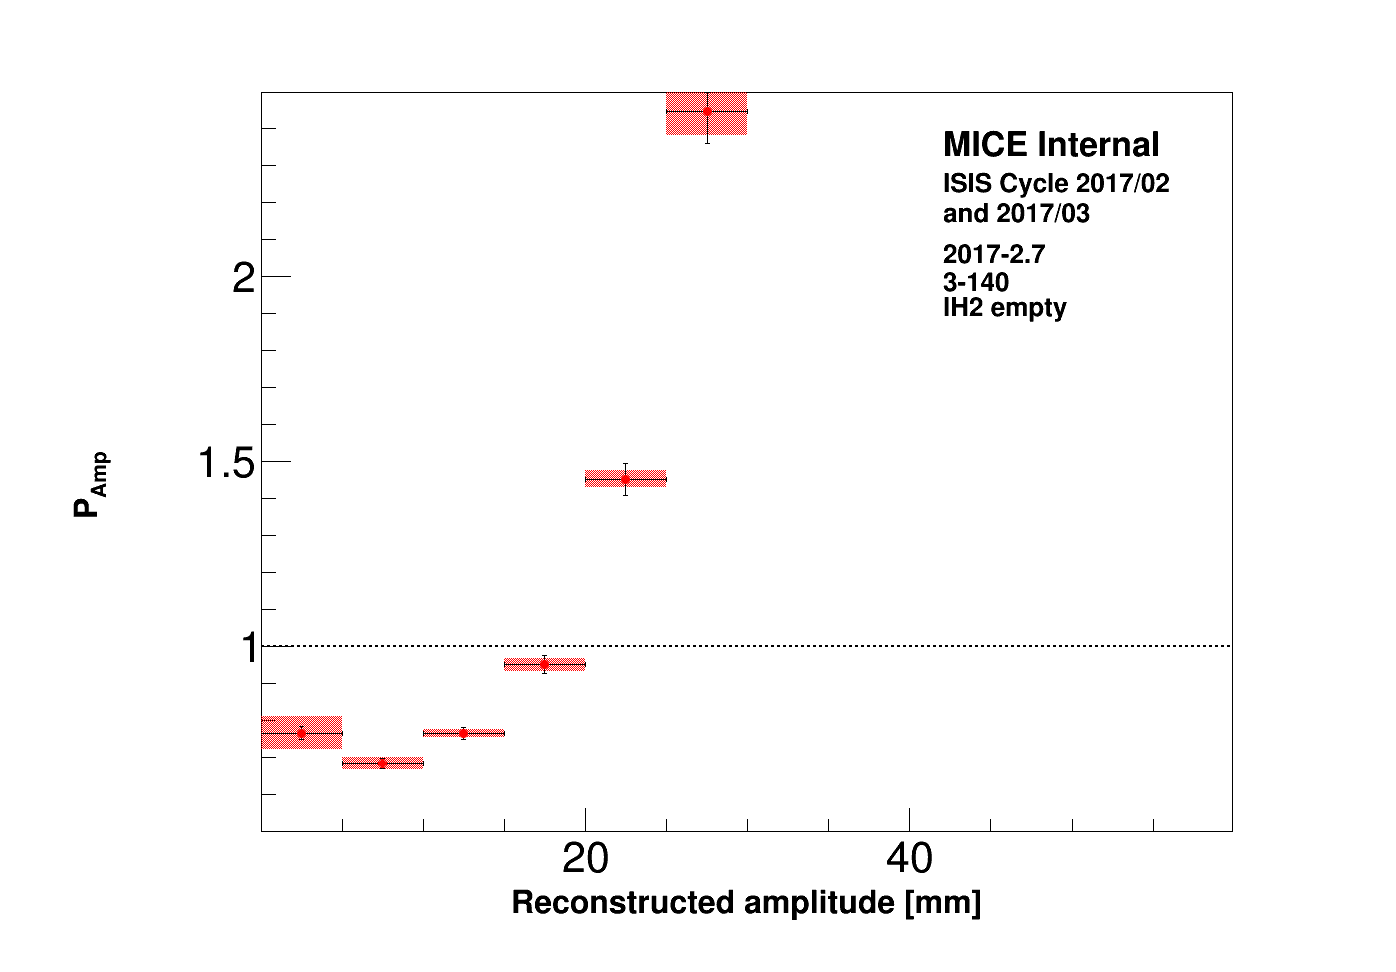 MICE Internal
ISIS Cycle 2017/02
and 2017/03
2017-2.7
3-140
lH2 empty
2
1.5
1
P_Amp
20
40
Reconstructed amplitude [mm]